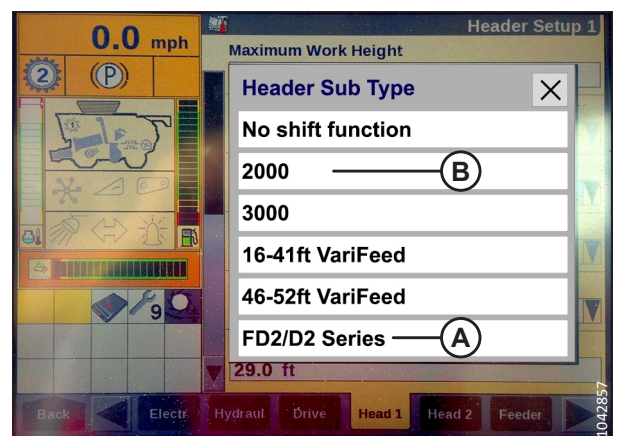 Header Setup 1
0.0 mph
Maximum Work Height
2
(P)
Header Sub Type
No shift function
2000
B
3000
16-41ft VariFeed
46-52ft VariFeed
9
FD2/D2 Series
A
29.0 ft
Back
Electr
Hydraul
Drive
Head 1
Head 2
Feeder
1042857